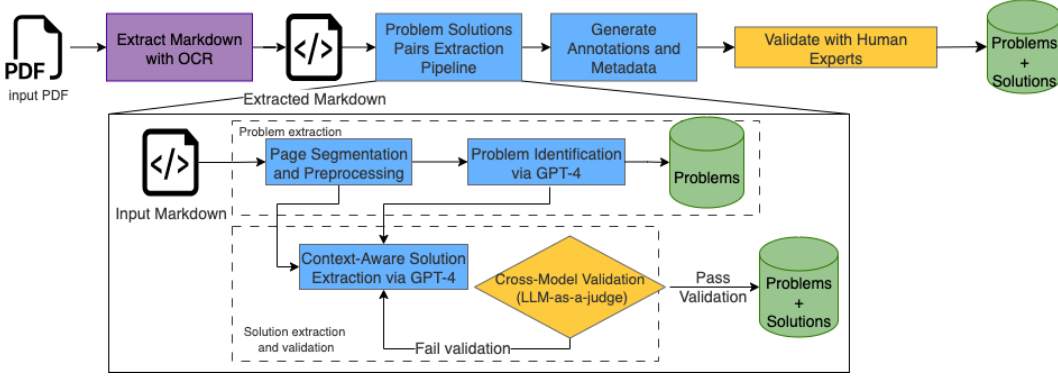 PDF
input PDF
Extract Markdown
with OCR
</>
Extracted Markdown
Problem Solutions
Pairs Extraction
Pipeline
Generate
Annotations and
Metadata
Validate with Human
Experts
Problems
+
Solutions
Problem extraction
</>
Input Markdown
Page Segmentation
and Preprocessing
Problem Identification
via GPT-4
Problems
Context-Aware Solution
Extraction via GPT-4
Cross-Model Validation
(LLM-as-a-judge)
Pass
Validation
Problems
+
Solutions
Solution extraction
and validation
Fail validation